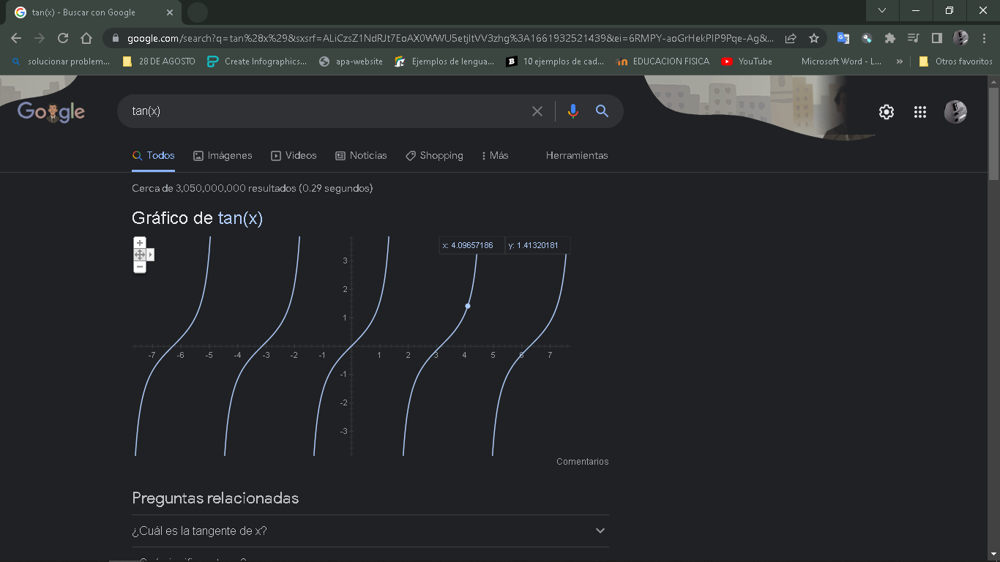 tan(x) - Buscar con Google
google.com/search?q=tan%28x%29&sxsrf=ALiCzsZ1NdRJt7EoAX0WWU5etjltVV3zhg%3A1661932521439&ei=6RMPY-aoGrHekPIP9Pqe-Ag&...
solucionar problem... 28 DE AGOSTO Create Infographics... apa-website Ejemplos de lengua... 10 ejemplos de cad... EDUCACION FISICA YouTube Microsoft Word - L... » Otros favoritos
Google
tan(x)
Todos Imágenes Videos Noticias Shopping Más Herramientas
Cerca de 3,050,000,000 resultados (0.29 segundos)
Gráfico de tan(x)
x: 4.09657186 y: 1.41320181
3
2
1
-7 -6 -5 -4 -3 -2 -1 1 2 3 4 5 6 7
-1
-2
-3
Comentarios
Preguntas relacionadas
¿Cuál es la tangente de x?